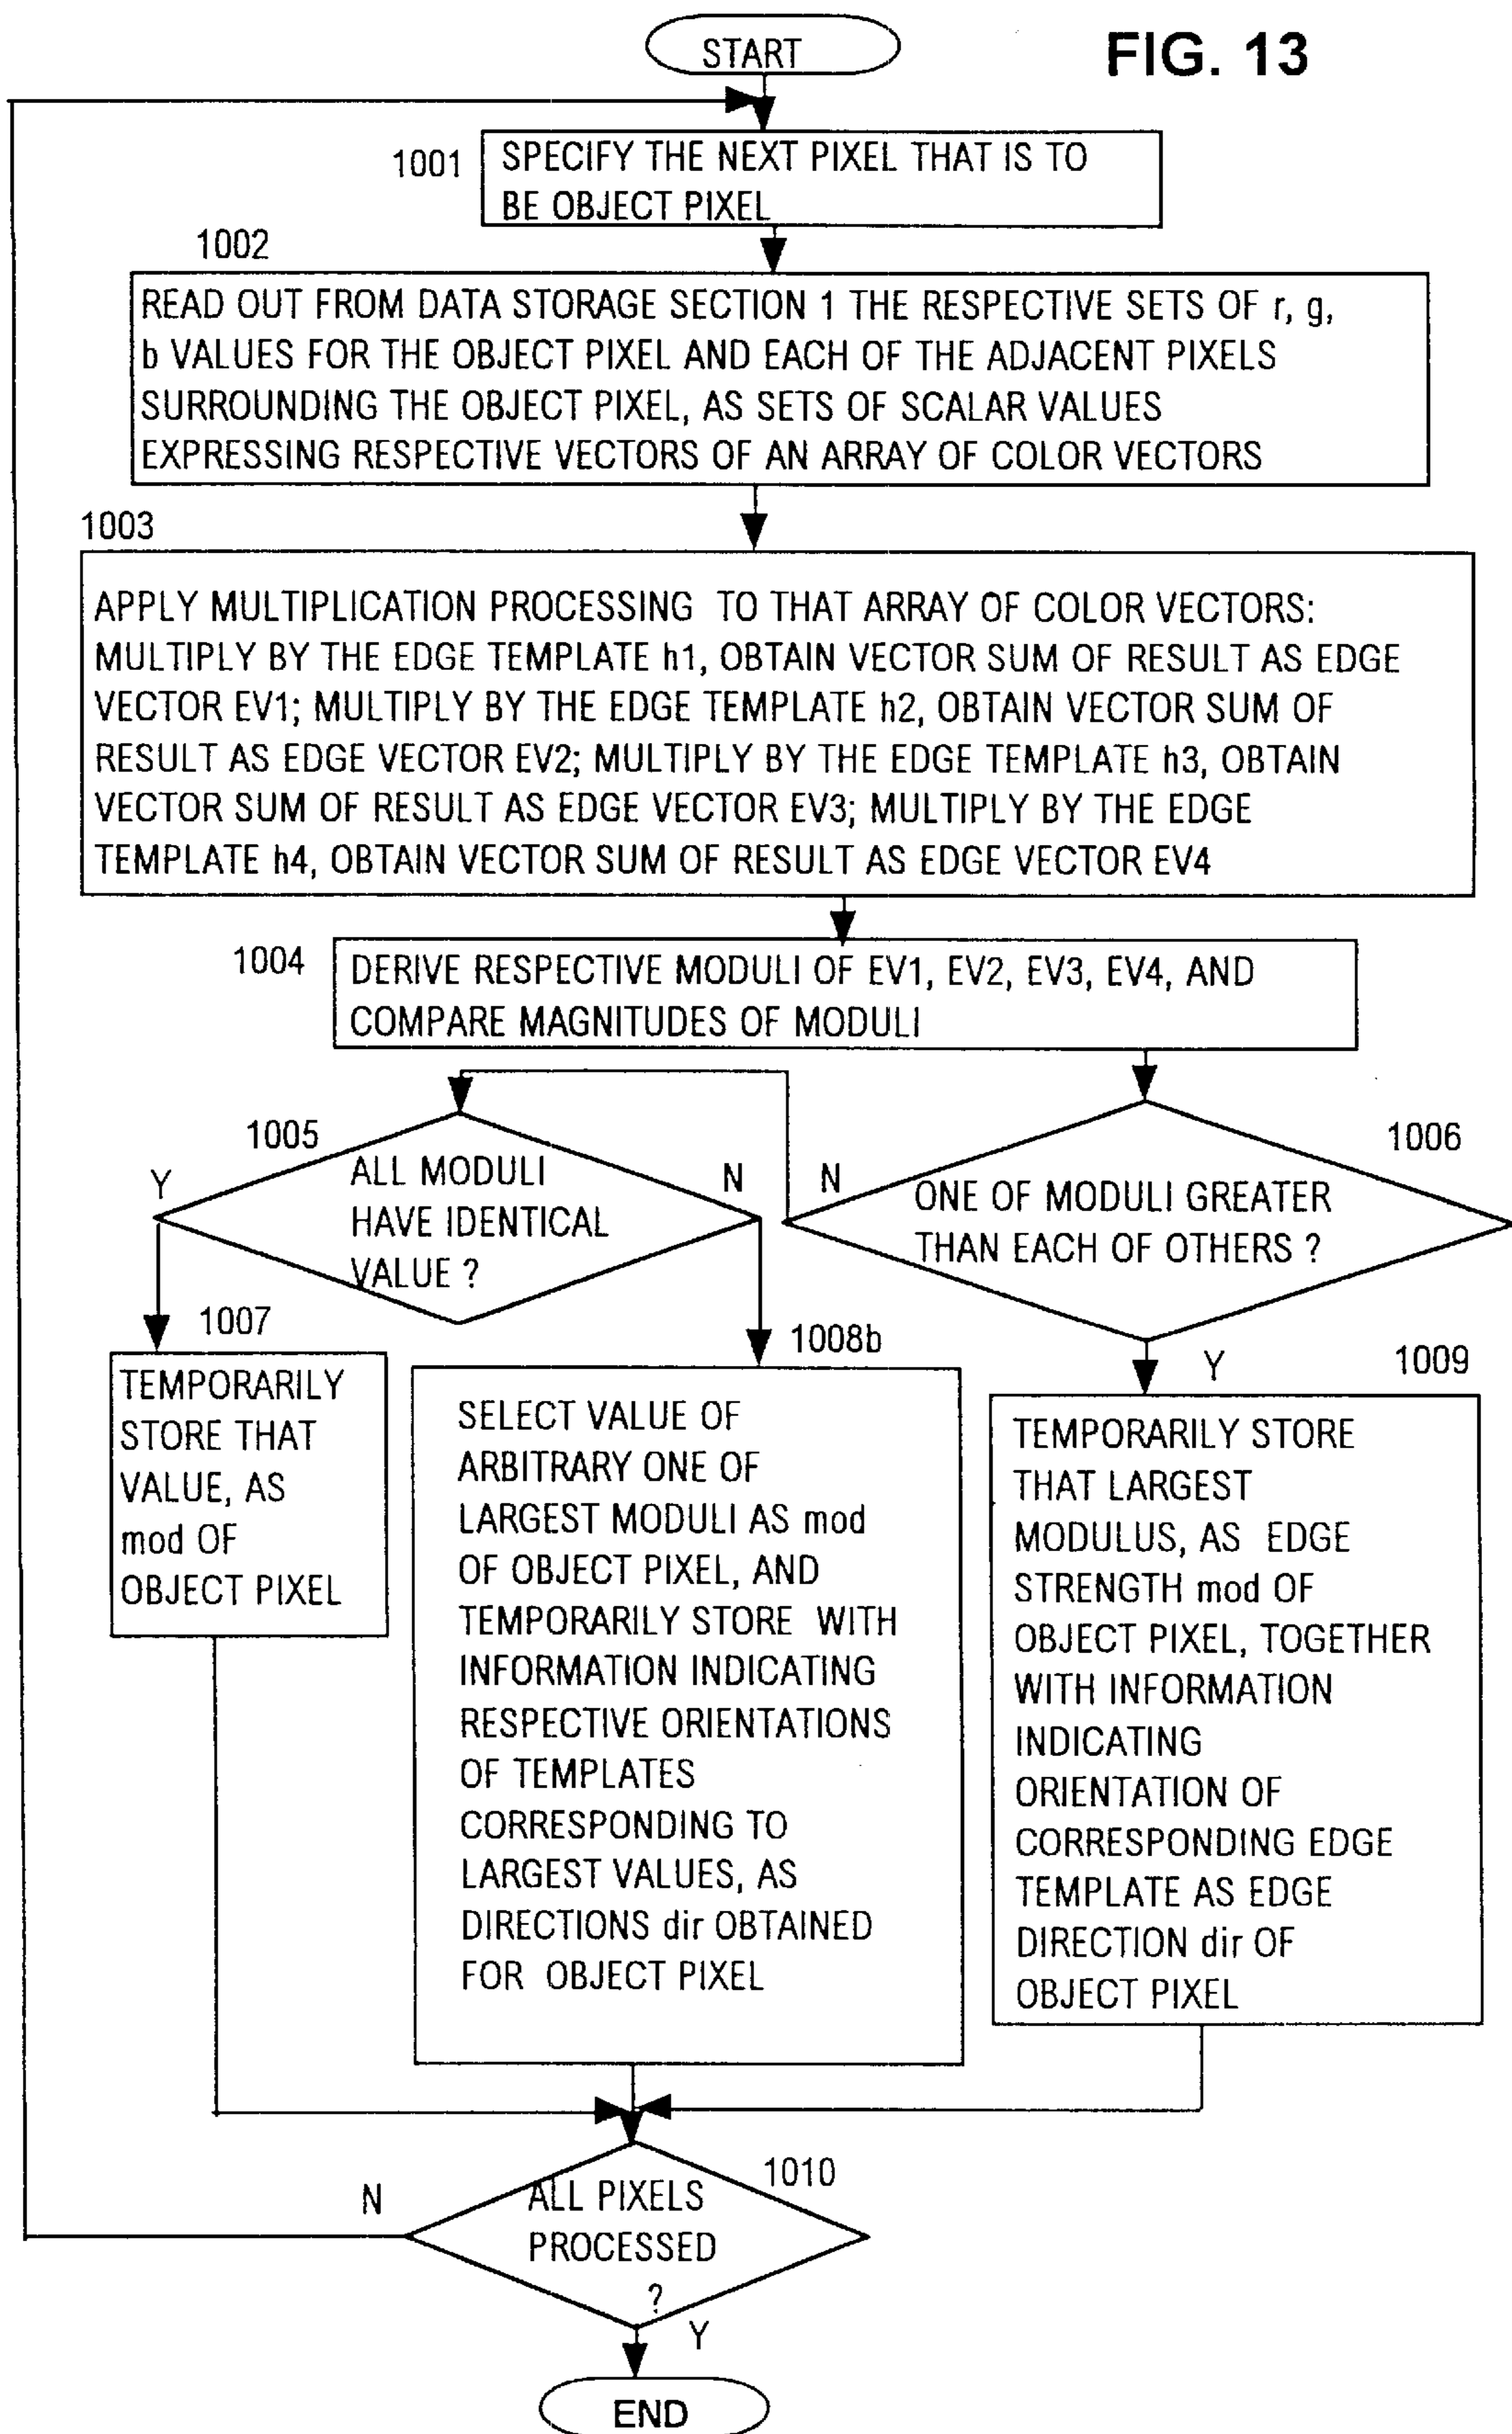 START
FIG. 13
1001
SPECIFY THE NEXT PIXEL THAT IS TO
BE OBJECT PIXEL
1002
READ OUT FROM DATA STORAGE SECTION 1 THE RESPECTIVE SETS OF r, g,
b VALUES FOR THE OBJECT PIXEL AND EACH OF THE ADJACENT PIXELS
SURROUNDING THE OBJECT PIXEL, AS SETS OF SCALAR VALUES
EXPRESSING RESPECTIVE VECTORS OF AN ARRAY OF COLOR VECTORS
1003
APPLY MULTIPLICATION PROCESSING TO THAT ARRAY OF COLOR VECTORS:
MULTIPLY BY THE EDGE TEMPLATE h1, OBTAIN VECTOR SUM OF RESULT AS EDGE
VECTOR EV1; MULTIPLY BY THE EDGE TEMPLATE h2, OBTAIN VECTOR SUM OF
RESULT AS EDGE VECTOR EV2; MULTIPLY BY THE EDGE TEMPLATE h3, OBTAIN
VECTOR SUM OF RESULT AS EDGE VECTOR EV3; MULTIPLY BY THE EDGE
TEMPLATE h4, OBTAIN VECTOR SUM OF RESULT AS EDGE VECTOR EV4
1004
DERIVE RESPECTIVE MODULI OF EV1, EV2, EV3, EV4, AND
COMPARE MAGNITUDES OF MODULI
1005
Y
ALL MODULI
HAVE IDENTICAL
VALUE ?
N
1006
N
ONE OF MODULI GREATER
THAN EACH OF OTHERS ?
Y
1007
TEMPORARILY
STORE THAT
VALUE, AS
mod OF
OBJECT PIXEL
1008b
SELECT VALUE OF
ARBITRARY ONE OF
LARGEST MODULI AS mod
OF OBJECT PIXEL, AND
TEMPORARILY STORE WITH
INFORMATION INDICATING
RESPECTIVE ORIENTATIONS
OF TEMPLATES
CORRESPONDING TO
LARGEST VALUES, AS
DIRECTIONS dir OBTAINED
FOR OBJECT PIXEL
1009
TEMPORARILY STORE
THAT LARGEST
MODULUS, AS EDGE
STRENGTH mod OF
OBJECT PIXEL, TOGETHER
WITH INFORMATION
INDICATING
ORIENTATION OF
CORRESPONDING EDGE
TEMPLATE AS EDGE
DIRECTION dir OF
OBJECT PIXEL
1010
N
ALL PIXELS
PROCESSED
?
Y
END